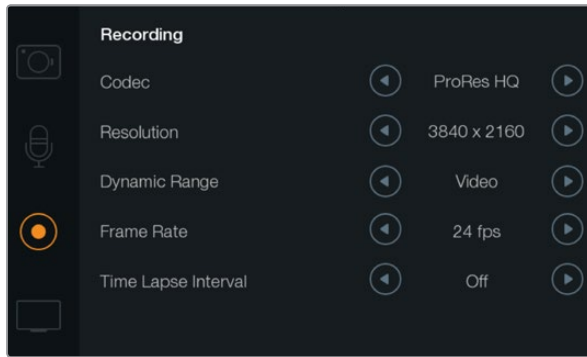 Recording
Codec ProRes HQ
Resolution 3840 x 2160
Dynamic Range Video
Frame Rate 24 fps
Time Lapse Interval Off